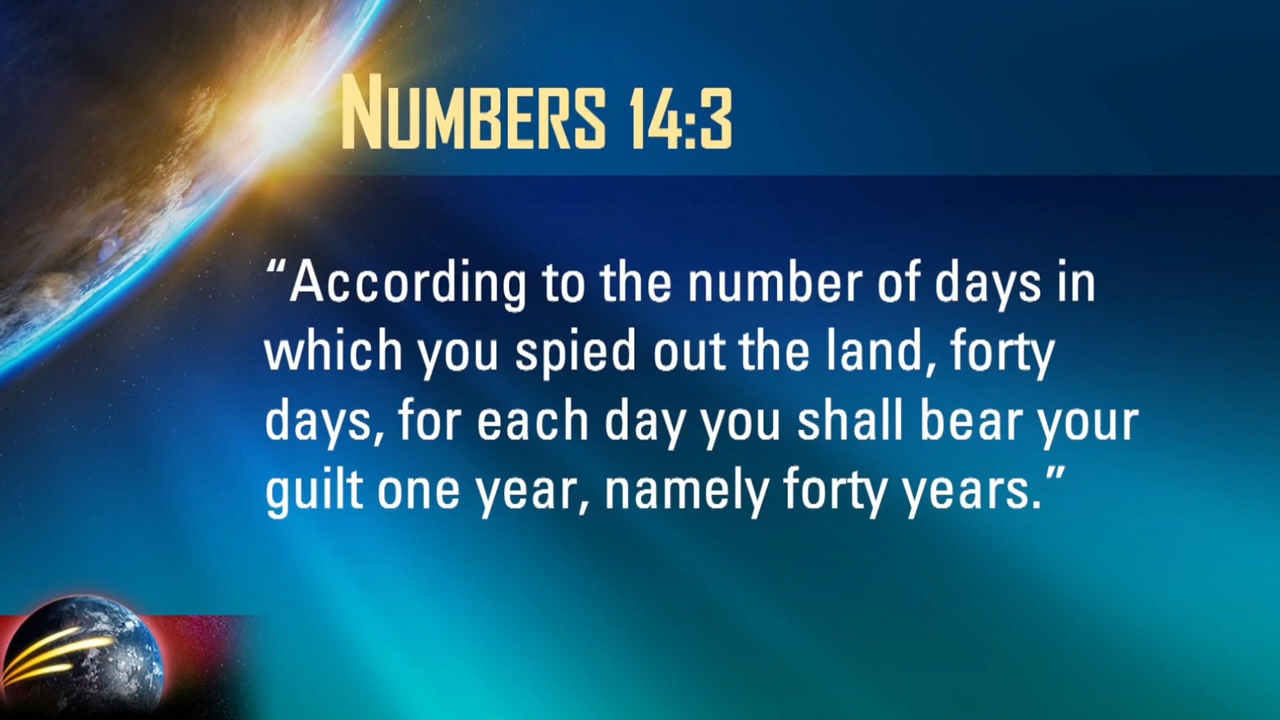 NUMBERS 14:3
“According to the number of days in
which you spied out the land, forty
days, for each day you shall bear your
guilt one year, namely forty years.”